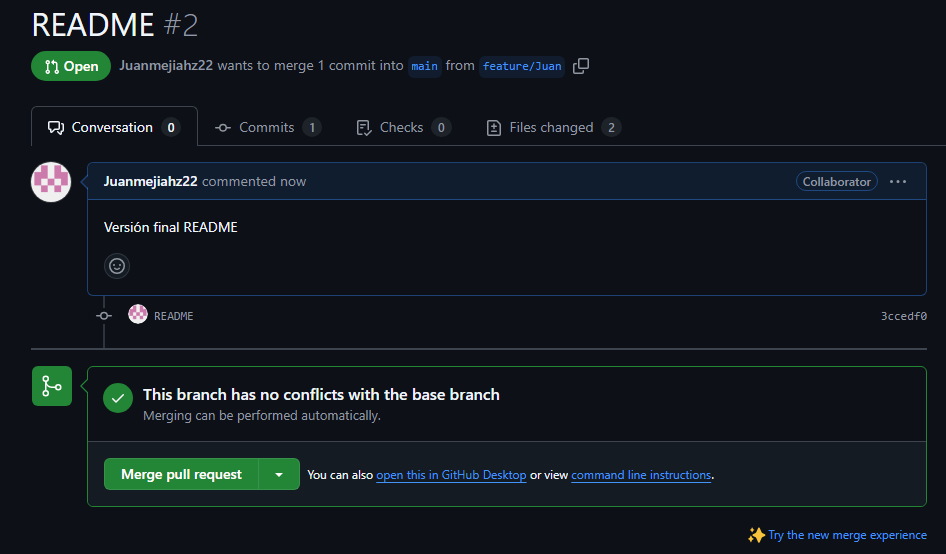 README #2
Open Juanmejiahz22 wants to merge 1 commit into main from feature/Juan
Conversation 0 Commits 1 Checks 0 Files changed 2
Juanmejiahz22 commented now Collaborator
Versión final README
README 3ccedf0
This branch has no conflicts with the base branch
Merging can be performed automatically.
Merge pull request You can also open this in GitHub Desktop or view command line instructions.
Try the new merge experience